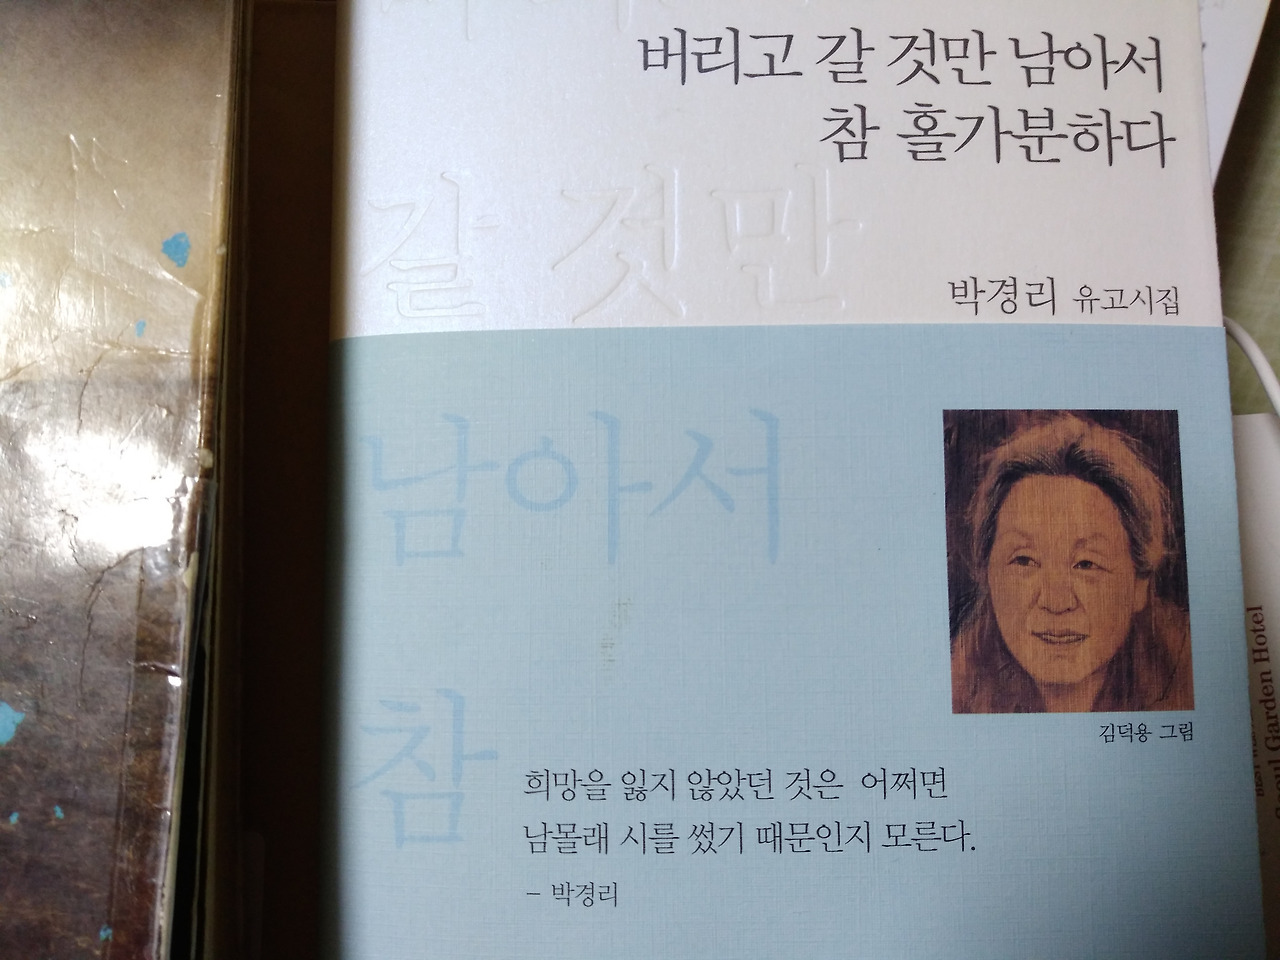 버리고 갈 것만 남아서
참 홀가분하다
갈 것만
박경리 유고시집
남아서
김덕용 그림
참
희망을 잃지 않았던 것은 어쩌면
남몰래 시를 썼기 때문인지 모른다.
- 박경리
Garden Hotel